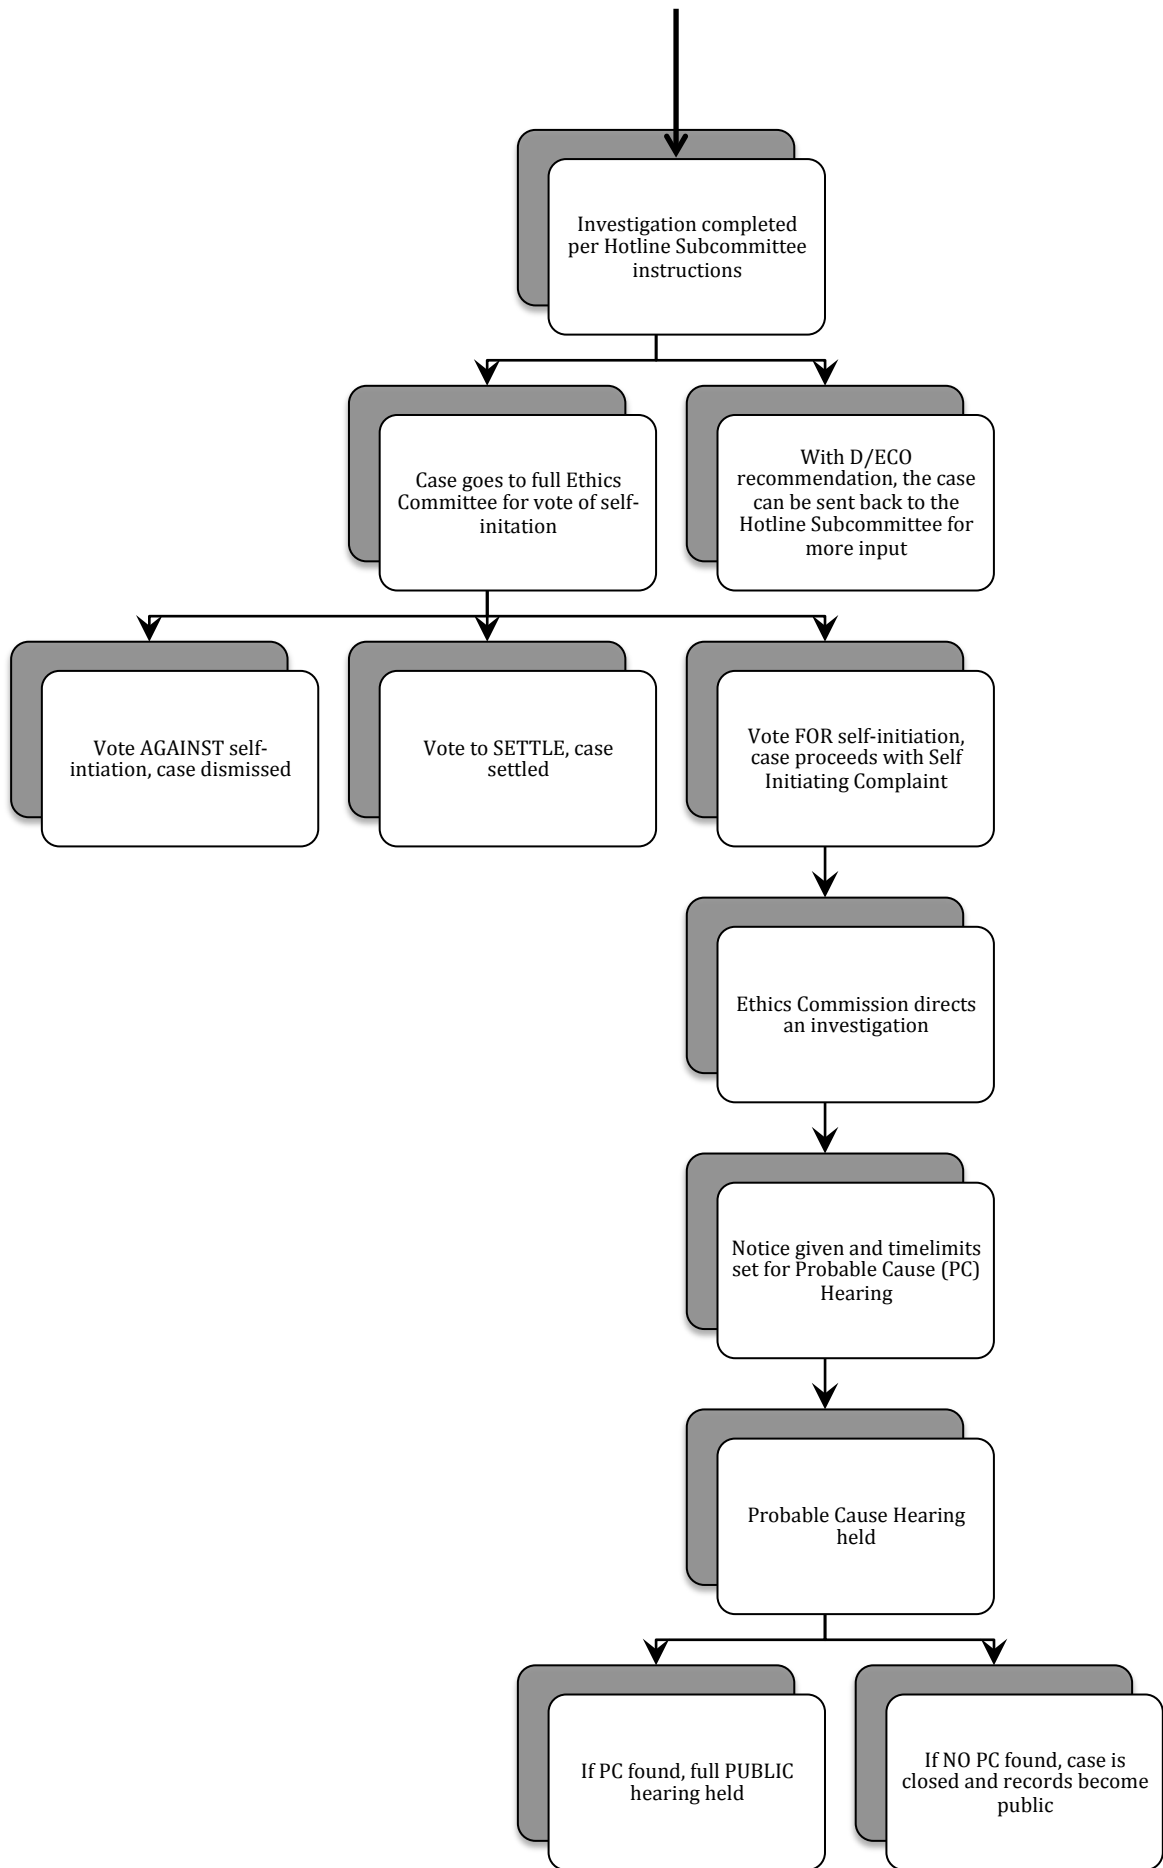 Investigation completed
per Hotline Subcommittee
instructions
Case goes to full Ethics
Committee for vote of self-
initation
With D/ECO
recommendation, the case
can be sent back to the
Hotline Subcommittee for
more input
Vote AGAINST self-
intiation, case dismissed
Vote to SETTLE, case
settled
Vote FOR self-initiation,
case proceeds with Self
Initiating Complaint
Ethics Commission directs
an investigation
Notice given and timelimits
set for Probable Cause (PC)
Hearing
Probable Cause Hearing
held
If PC found, full PUBLIC
hearing held
If NO PC found, case is
closed and records become
public